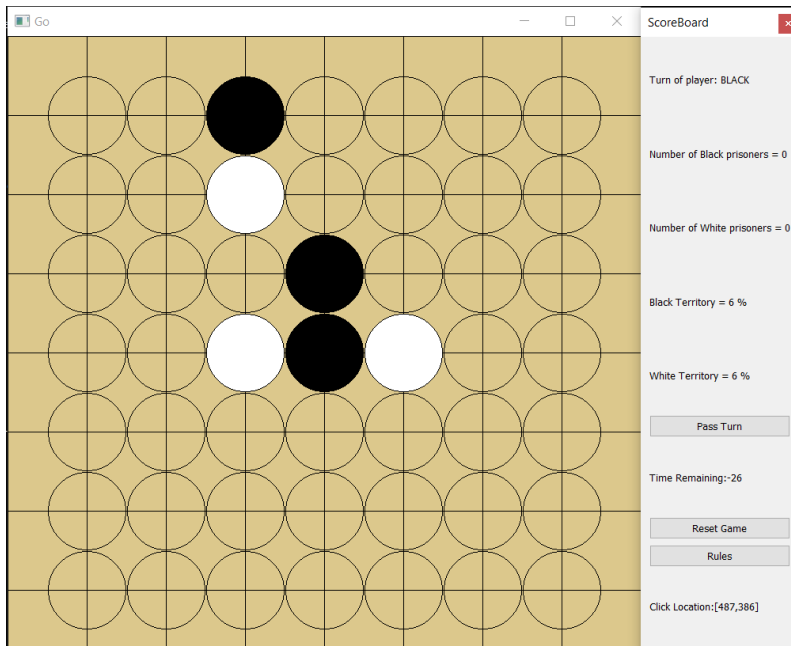 Go
ScoreBoard
Turn of player: BLACK
Number of Black prisoners = 0
Number of White prisoners = 0
Black Territory = 6 %
White Territory = 6 %
Pass Turn
Time Remaining:-26
Reset Game
Rules
Click Location:[487,386]